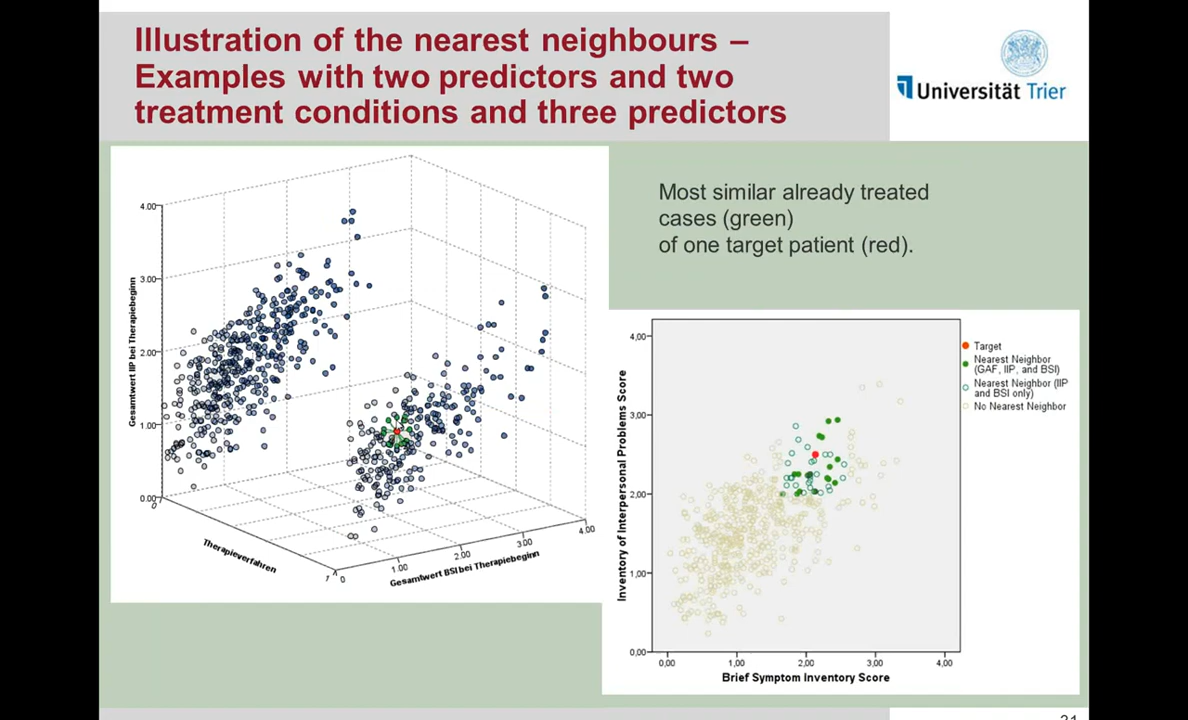 Illustration of the nearest neighbours –
Examples with two predictors and two
treatment conditions and three predictors
Universität Trier
Most similar already treated
cases (green)
of one target patient (red).
Gesamtwert IIP bei Therapiebeginn
4.00
3.00
2.00
1.00
0.00
0
Therapieverfahren
1
0
1.00
2.00
3.00
4.00
Gesamtwert BSI bei Therapiebeginn
Inventory of Interpersonal Problems Score
4,00
3,00
2,00
1,00
0,00
0,00
1,00
2,00
3,00
4,00
Brief Symptom Inventory Score
Target
Nearest Neighbor
(GAF, IIP, and BSI)
Nearest Neighbor (IIP
and BSI only)
No Nearest Neighbor